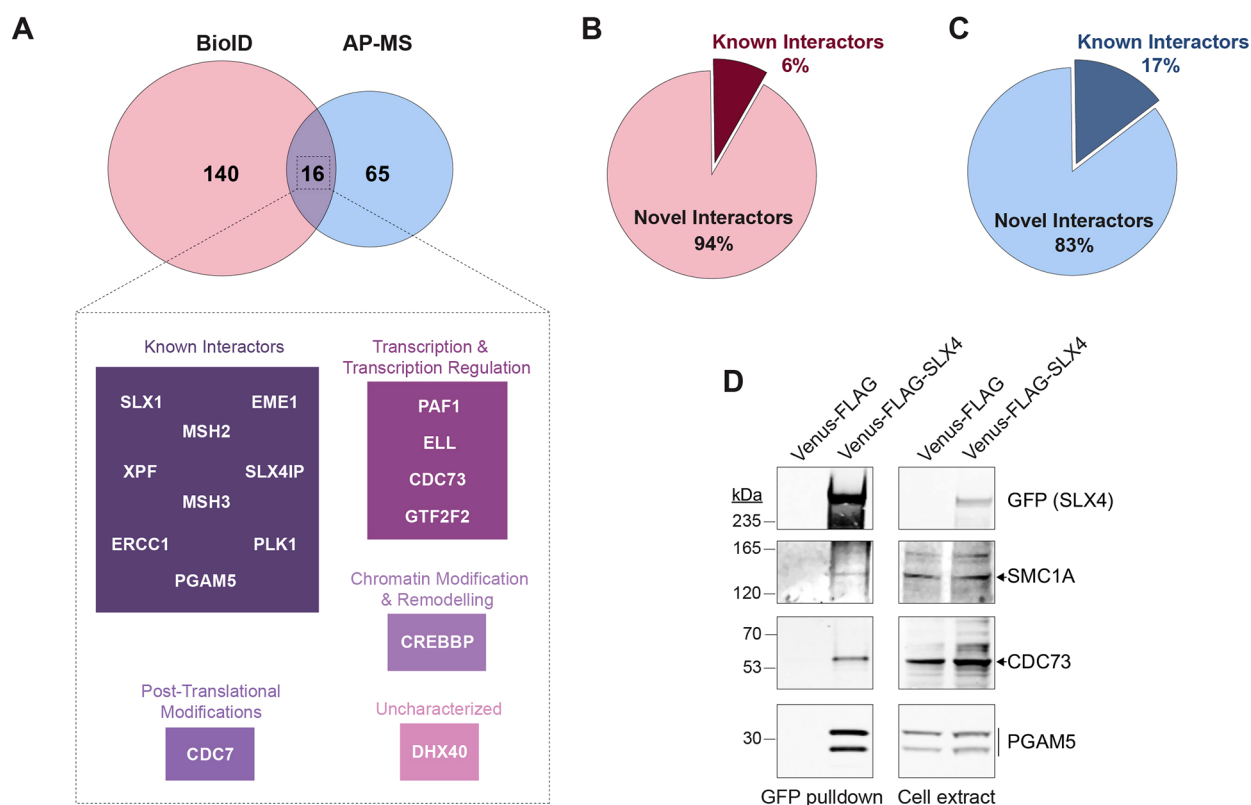 A
BioID
AP-MS
140
16
65
Known Interactors
SLX1
EME1
MSH2
XPF
SLX4IP
MSH3
ERCC1
PLK1
PGAM5
Transcription &
Transcription Regulation
PAF1
ELL
CDC73
GTF2F2
Chromatin Modification
& Remodelling
CREBBP
Post-Translational
Modifications
CDC7
Uncharacterized
DHX40
B
Known Interactors
6%
Novel Interactors
94%
C
Known Interactors
17%
Novel Interactors
83%
D
Venus-FLAG
Venus-FLAG-SLX4
Venus-FLAG
Venus-FLAG-SLX4
kDa
235
GFP (SLX4)
165
120
SMC1A
70
53
CDC73
30
PGAM5
GFP pulldown
Cell extract